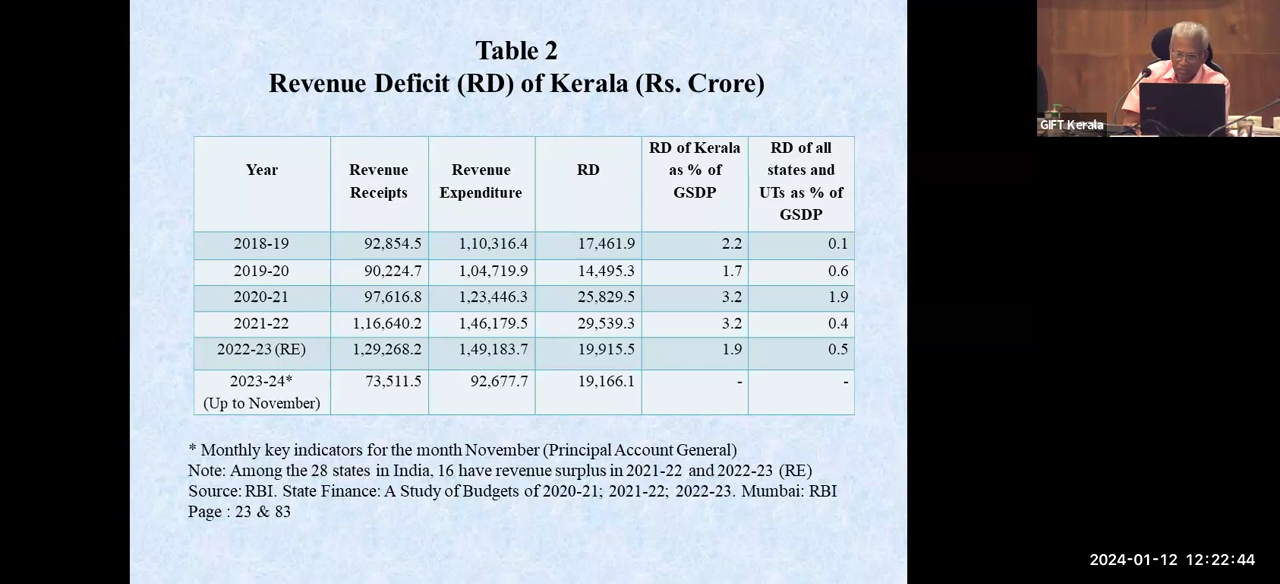 Table 2
Revenue Deficit (RD) of Kerala (Rs. Crore)
Year Revenue Receipts Revenue Expenditure RD RD of Kerala as % of GSDP RD of all states and UTs as % of GSDP
2018-19 92,854.5 1,10,316.4 17,461.9 2.2 0.1
2019-20 90,224.7 1,04,719.9 14,495.3 1.7 0.6
2020-21 97,616.8 1,23,446.3 25,829.5 3.2 1.9
2021-22 1,16,640.2 1,46,179.5 29,539.3 3.2 0.4
2022-23 (RE) 1,29,268.2 1,49,183.7 19,915.5 1.9 0.5
2023-24* (Up to November) 73,511.5 92,677.7 19,166.1 - -
* Monthly key indicators for the month November (Principal Account General)
Note: Among the 28 states in India, 16 have revenue surplus in 2021-22 and 2022-23 (RE)
Source: RBI. State Finance: A Study of Budgets of 2020-21; 2021-22; 2022-23. Mumbai: RBI
Page : 23 & 83
GIFT Kerala
2024-01-12 12:22:44